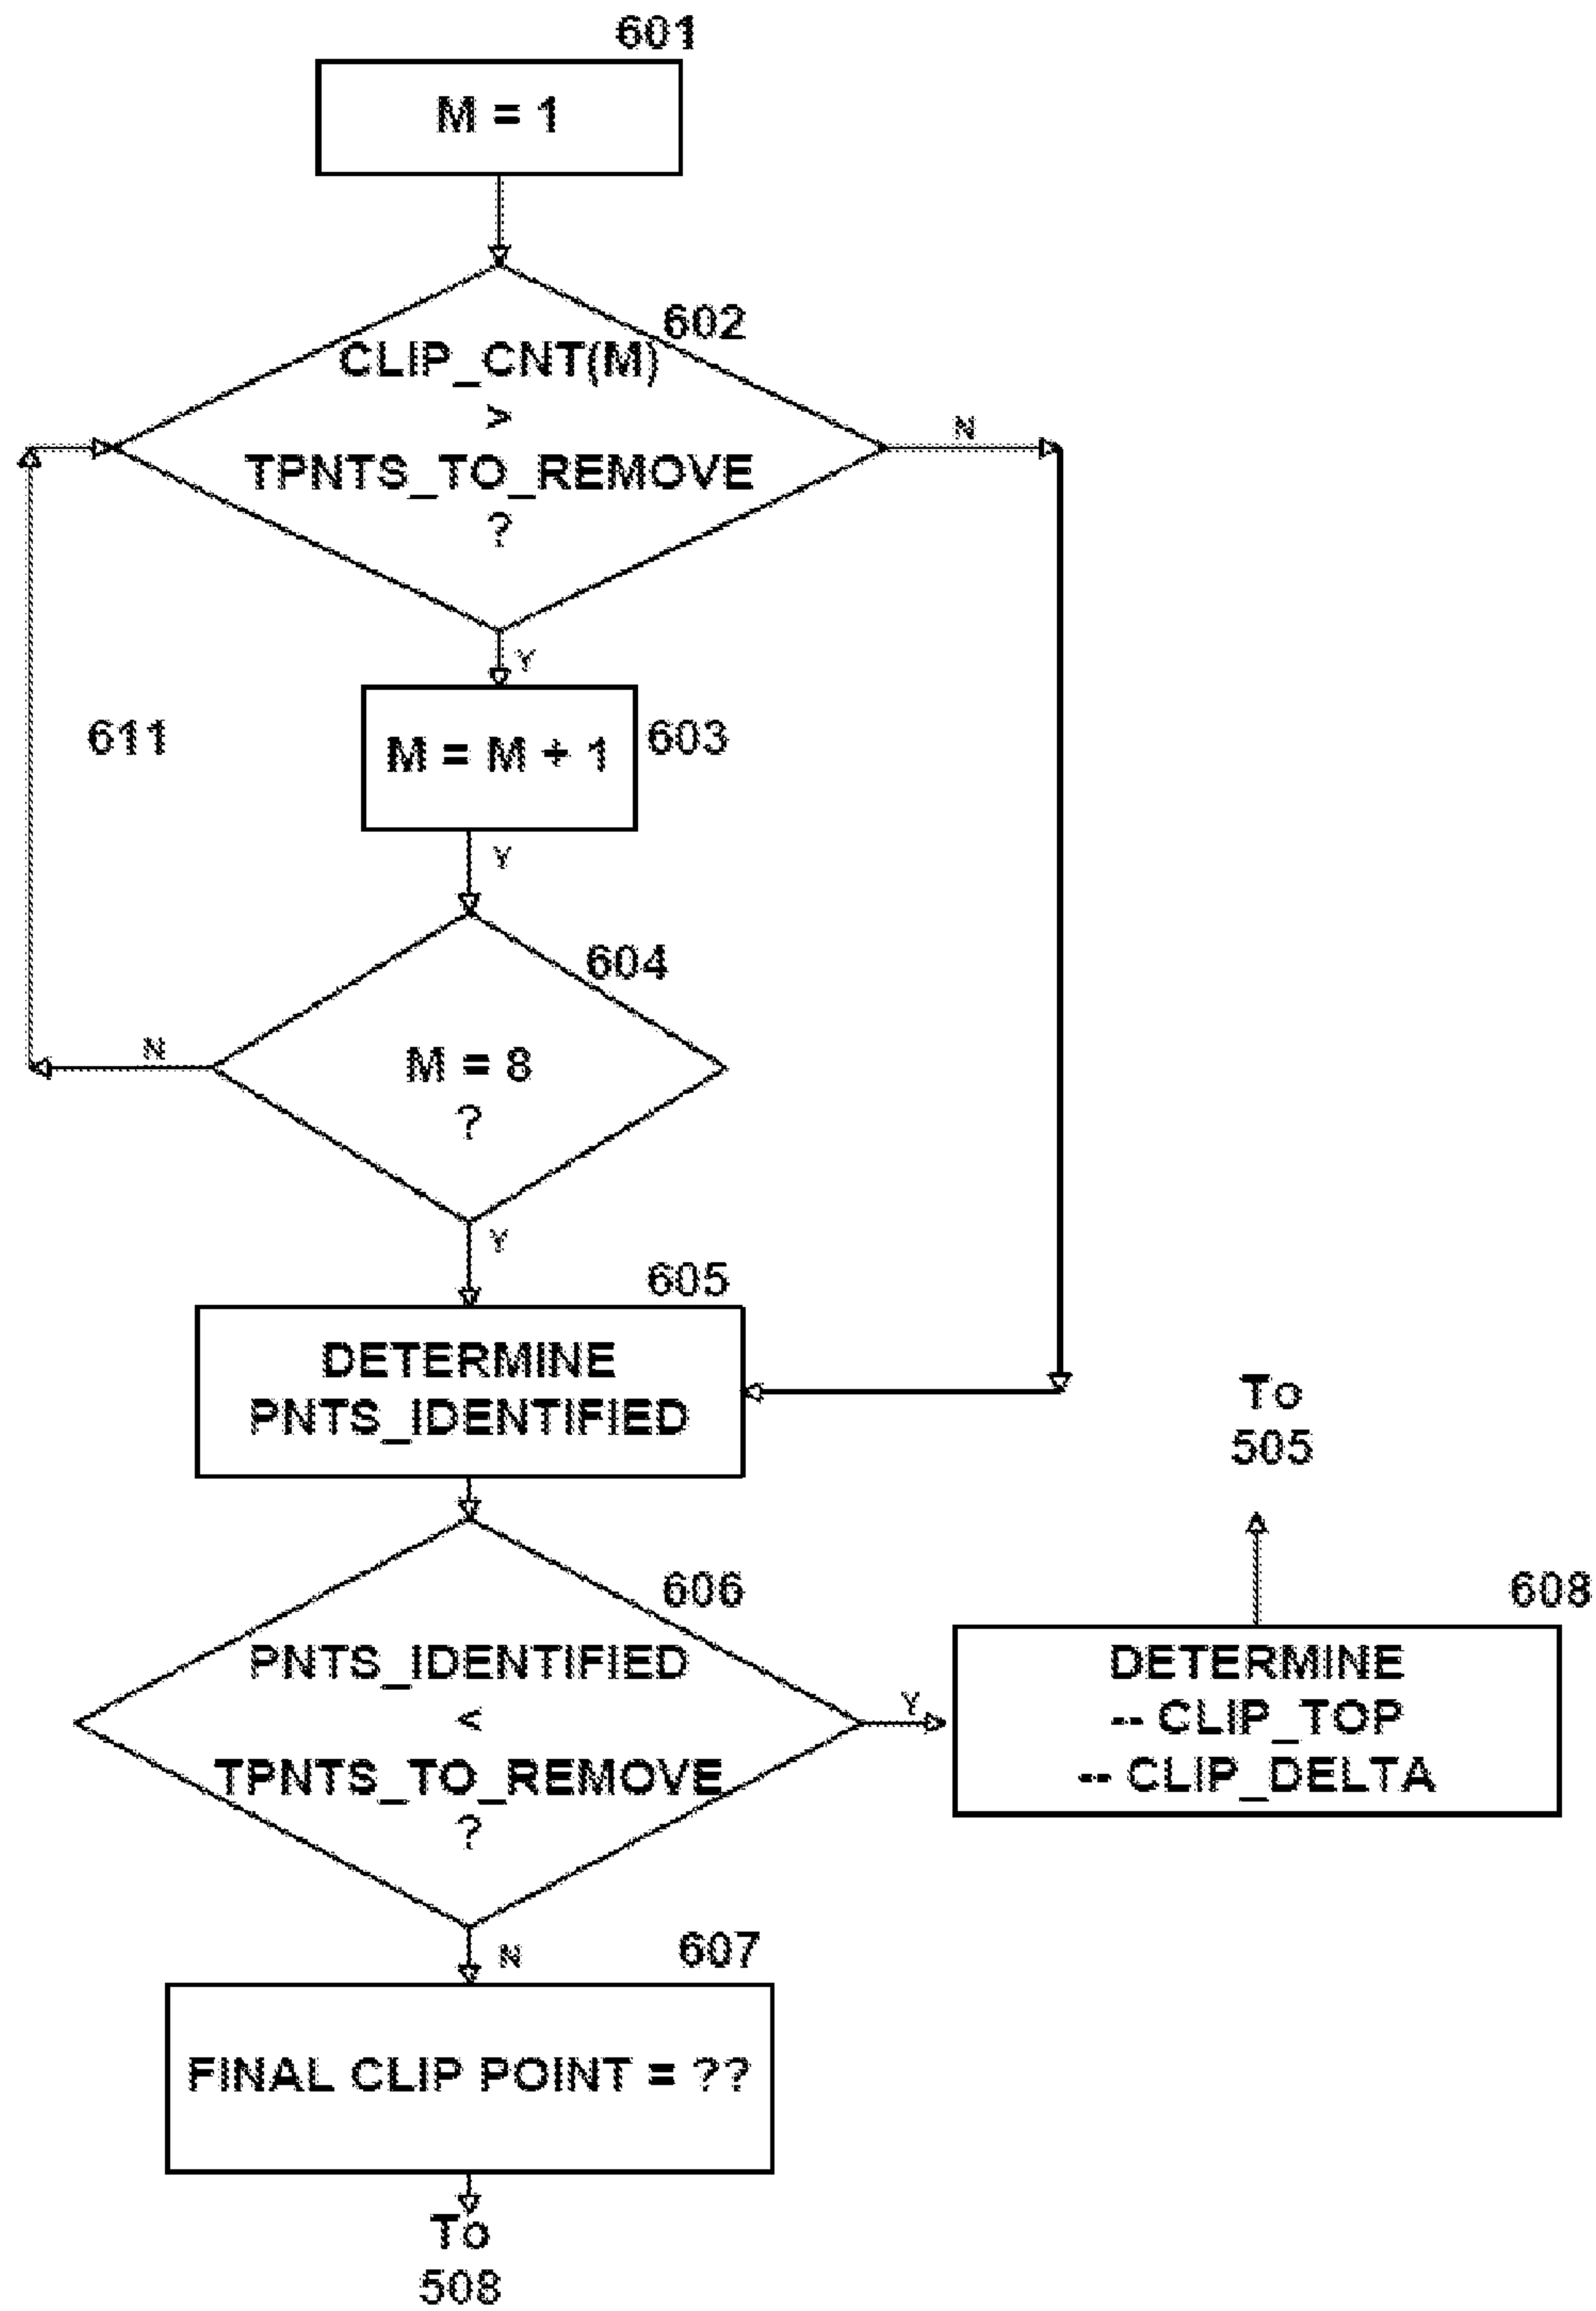 601
M = 1
602
CLIP_CNT(M)
>
TPNTS_TO_REMOVE
?
N
Y
611
M = M + 1
603
Y
604
M = 8
?
N
Y
605
DETERMINE
PNTS_IDENTIFIED
To
505
606
PNTS_IDENTIFIED
<
TPNTS_TO_REMOVE
?
Y
608
DETERMINE
-- CLIP_TOP
-- CLIP_DELTA
N
607
FINAL CLIP POINT = ??
To
508